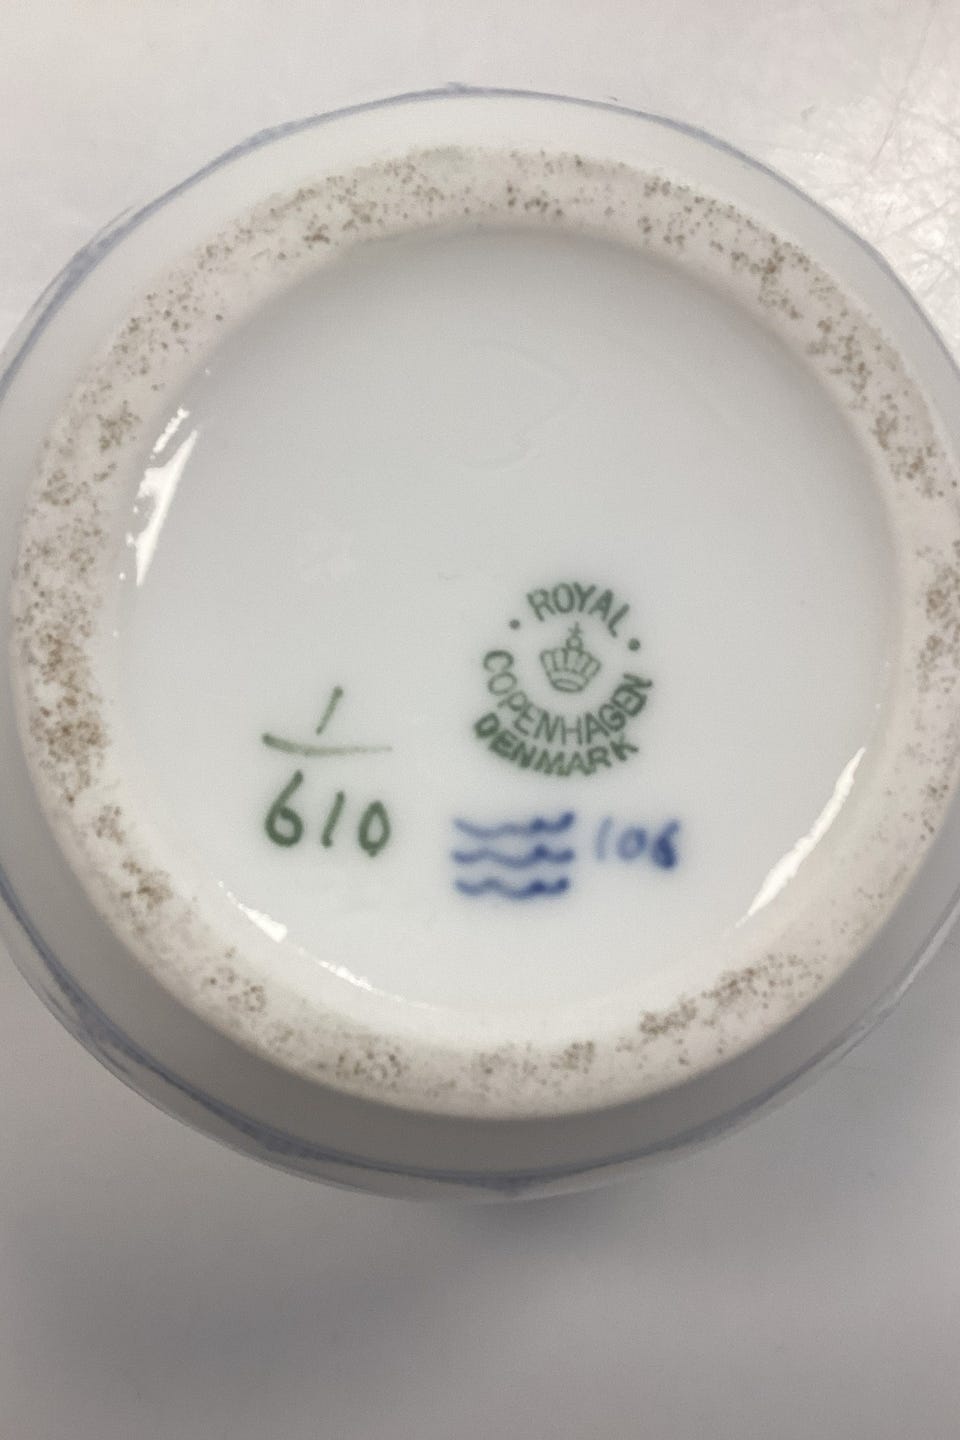 ROYAL
COPENHAGEN
DENMARK
1
610
106